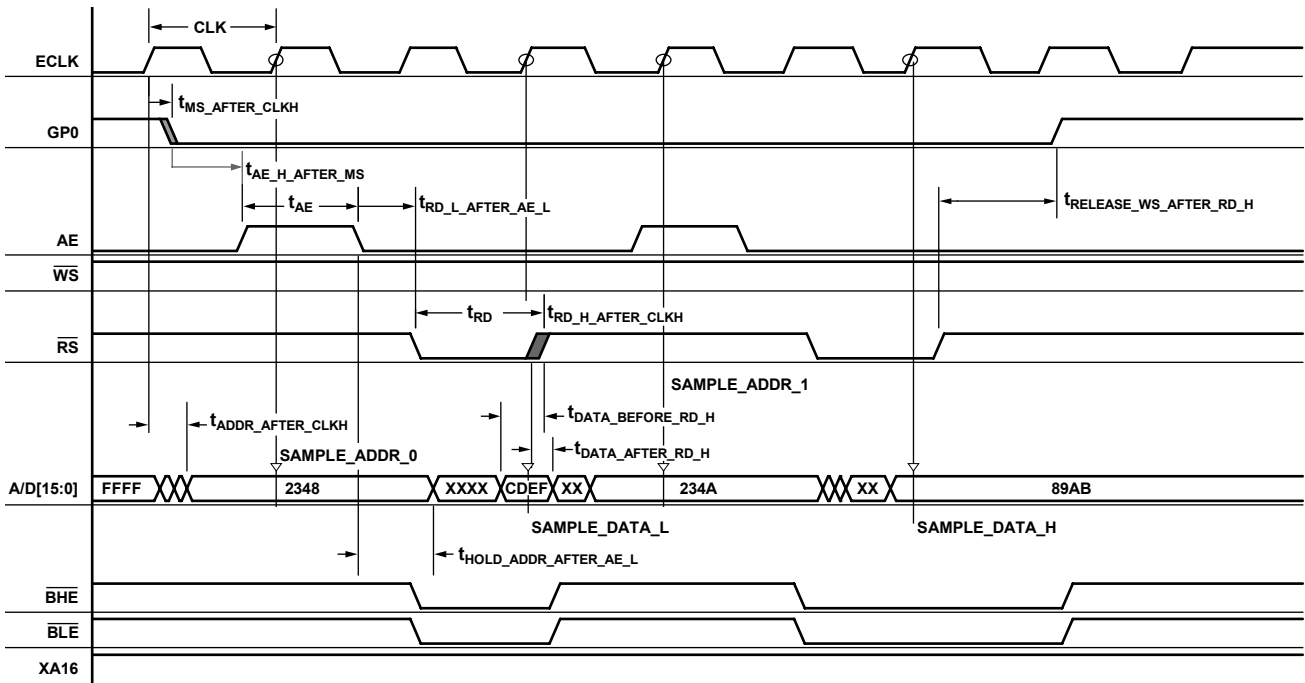 CLK
ECLK
tMS_AFTER_CLKH
GP0
tAE_H_AFTER_MS
tAE
tRD_L_AFTER_AE_L
tRELEASE_WS_AFTER_RD_H
AE
WS
tRD
tRD_H_AFTER_CLKH
RS
SAMPLE_ADDR_1
tADDR_AFTER_CLKH
tDATA_BEFORE_RD_H
SAMPLE_ADDR_0
tDATA_AFTER_RD_H
A/D[15:0] FFFF 2348 XXXX CDEF XX 234A XX 89AB
SAMPLE_DATA_L
SAMPLE_DATA_H
tHOLD_ADDR_AFTER_AE_L
BHE
BLE
XA16